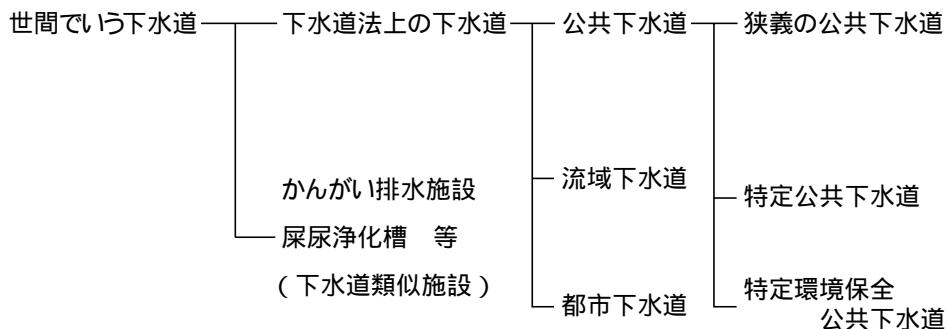 世間でいう下水道 下水道法上の下水道 公共下水道 狭義の公共下水道
かんがい排水施設
流域下水道
特定公共下水道
屎尿浄化槽　等
(下水道類似施設)
都市下水道
特定環境保全
公共下水道